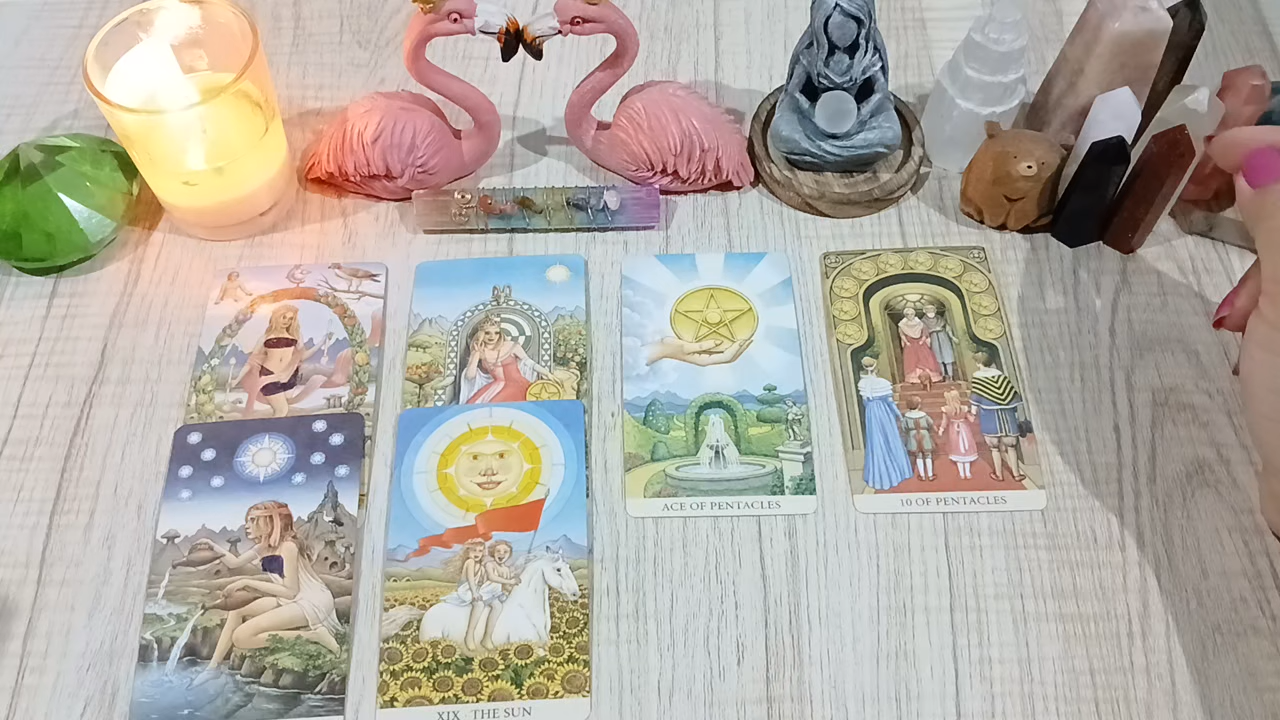 ACE OF PENTACLES
10 OF PENTACLES
XIX THE SUN